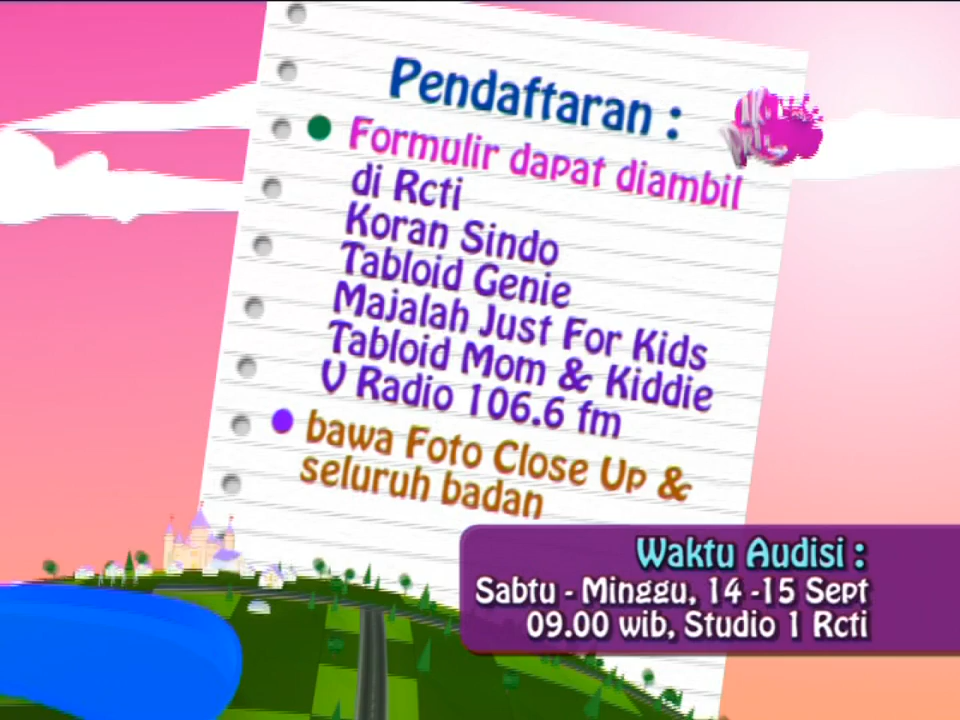 Pendaftaran :
Formulir dapat diambil
di Rcti
Koran Sindo
Tabloid Genie
Majalah Just For Kids
Tabloid Mom & Kiddie
V Radio 106.6 fm
bawa Foto Close Up &
seluruh badan
Waktu Audisi :
Sabtu - Minggu, 14 -15 Sept
09.00 wib, Studio 1 Rcti